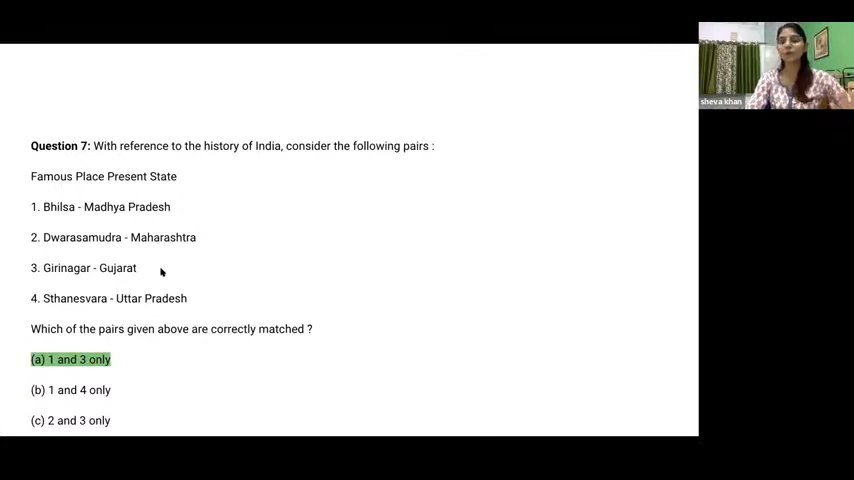 Question 7: With reference to the history of India, consider the following pairs :
Famous Place Present State
1. Bhilsa - Madhya Pradesh
2. Dwarasamudra - Maharashtra
3. Girinagar - Gujarat
4. Sthanesvara - Uttar Pradesh
Which of the pairs given above are correctly matched ?
(a) 1 and 3 only
(b) 1 and 4 only
(c) 2 and 3 only
sheva khan